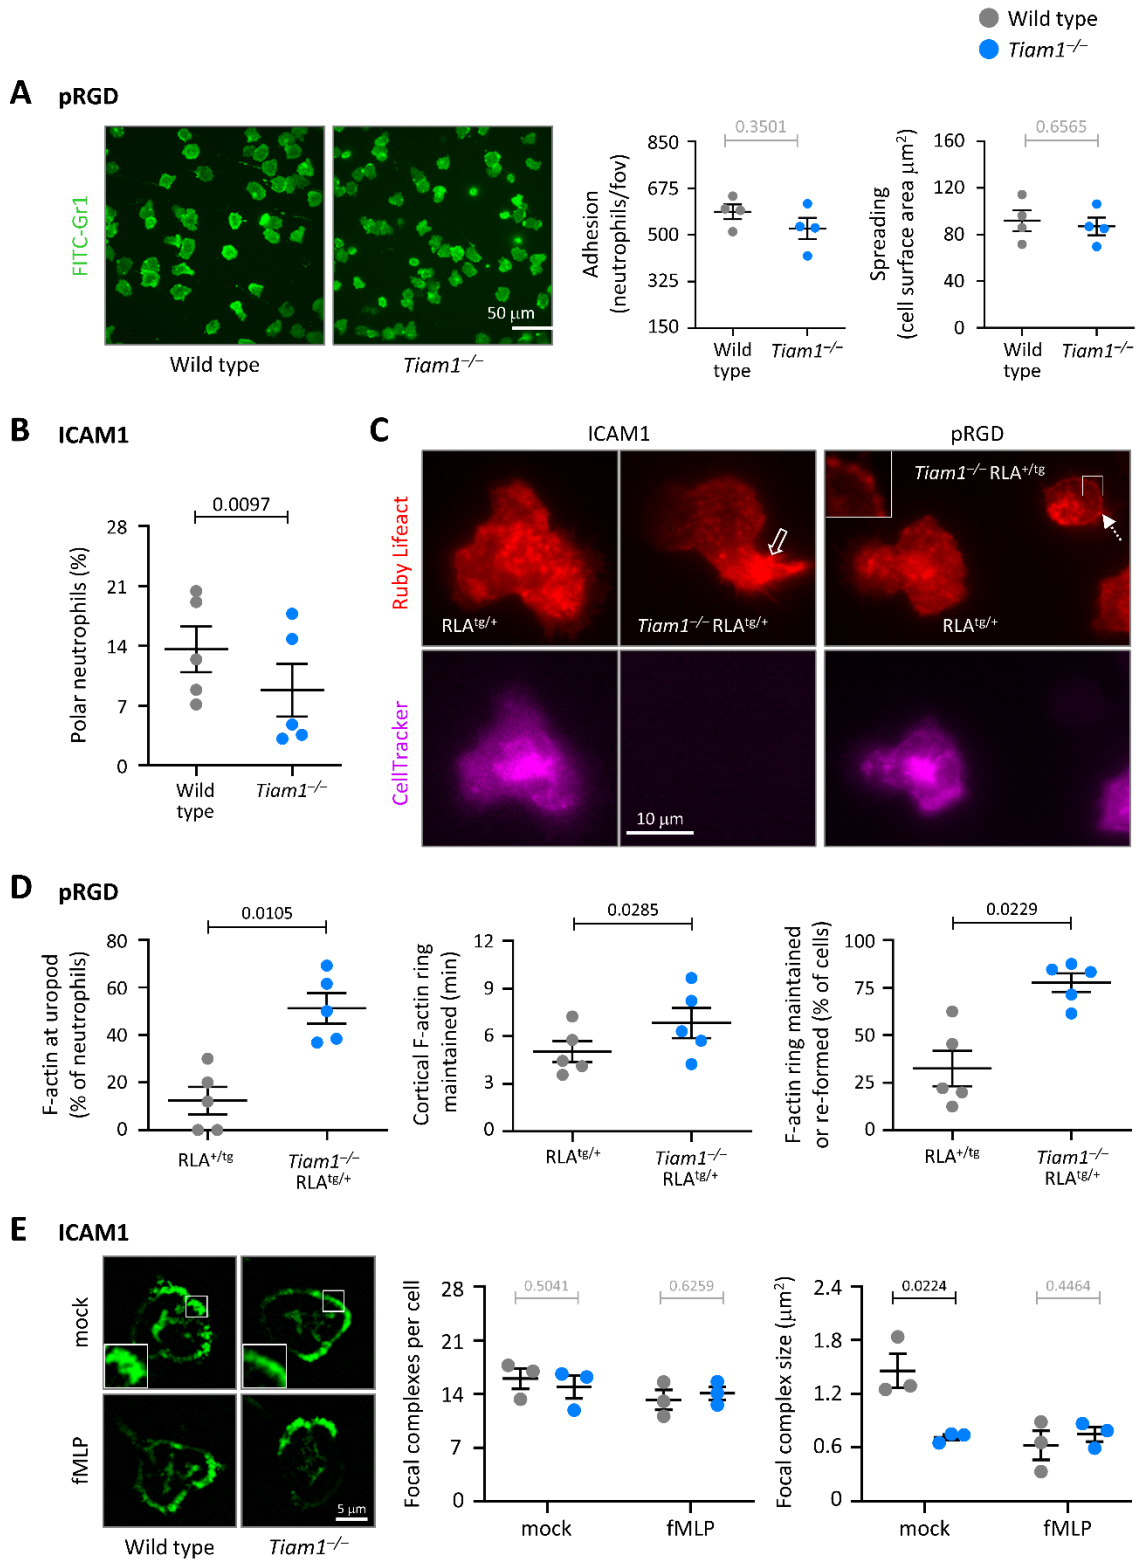 Wild type
Tiam1–/–
A pRGD
FITC-Gr1
50 μm
Wild type
Tiam1–/–
0.3501
Adhesion
(neutrophils/fov)
850
675
500
325
150
Wild
type
Tiam1–/–
0.6565
Spreading
(cell surface area μm2)
160
120
80
40
0
Wild
type
Tiam1–/–
B ICAM1
0.0097
Polar neutrophils (%)
28
21
14
7
0
Wild
type
Tiam1–/–
C
ICAM1
pRGD
Ruby Lifeact
RLAtg/+
Tiam1–/– RLAtg/+
Tiam1–/– RLA+/tg
RLAtg/+
CellTracker
10 μm
D pRGD
0.0105
F-actin at uropod
(% of neutrophils)
80
60
40
20
0
RLA+/tg
Tiam1–/–
RLAtg/+
0.0285
Cortical F-actin ring
maintained (min)
12
9
6
3
0
RLAtg/+
Tiam1–/–
RLAtg/+
0.0229
F-actin ring maintained
or re-formed (% of cells)
100
75
50
25
0
RLA+/tg
Tiam1–/–
RLAtg/+
E ICAM1
mock
fMLP
5 μm
Wild type
Tiam1–/–
Focal complexes per cell
28
21
14
7
0
0.5041
0.6259
mock
fMLP
Focal complex size (μm2)
2.4
1.8
1.2
0.6
0
0.0224
0.4464
mock
fMLP